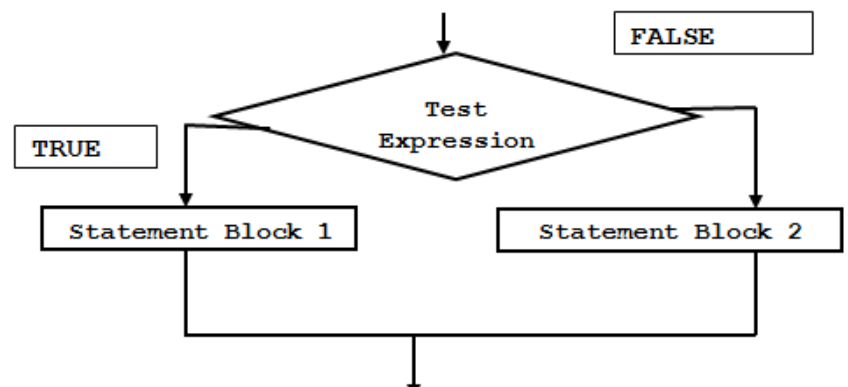 FALSE
Test
Expression
TRUE
Statement Block 1
Statement Block 2